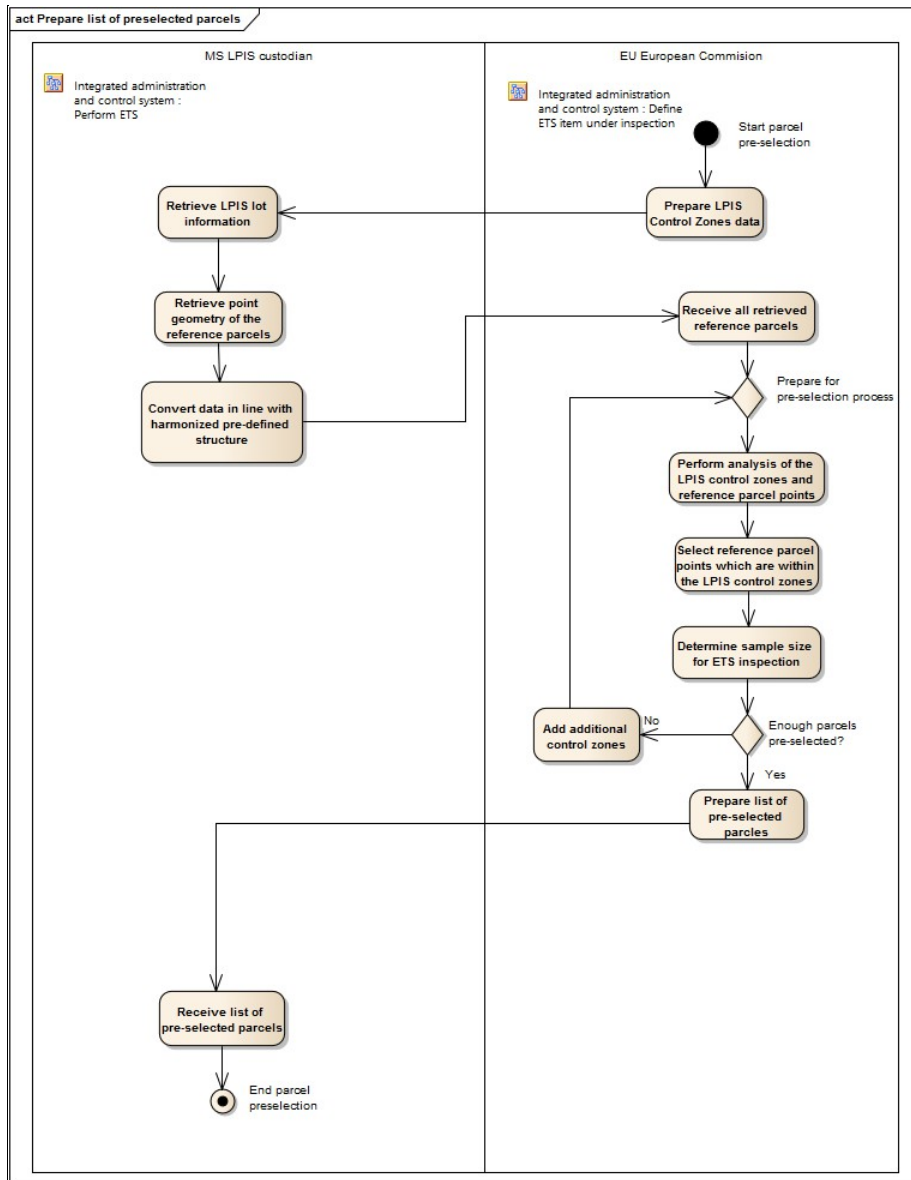 act Prepare list of preselected parcels
MS LPIS custodian
EU European Commision
Integrated administration
and control system :
Perform ETS
Integrated administration
and control system : Define
ETS item under inspection
Start parcel
pre-selection
Retrieve LPIS lot
information
Prepare LPIS
Control Zones data
Retrieve point
geometry of the
reference parcels
Receive all retrieved
reference parcels
Convert data in line with
harmonized pre-defined
structure
Prepare for
pre-selection process
Perform analysis of the
LPIS control zones and
reference parcel points
Select reference parcel
points which are within
the LPIS control zones
Determine sample size
for ETS inspection
Add additional
control zones
No
Enough parcels
pre-selected?
Yes
Prepare list of
pre-selected
parcles
Receive list of
pre-selected parcels
End parcel
preselection